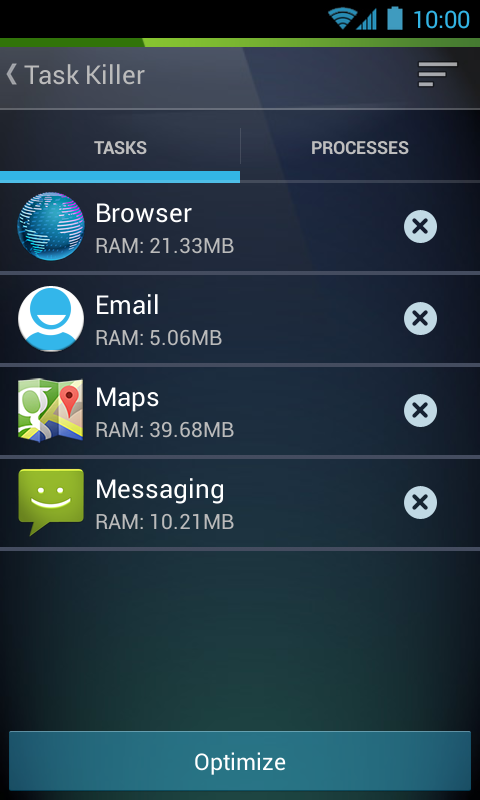 10:00
Task Killer
TASKS
PROCESSES
Browser
RAM: 21.33MB
Email
RAM: 5.06MB
Maps
RAM: 39.68MB
Messaging
RAM: 10.21MB
Optimize